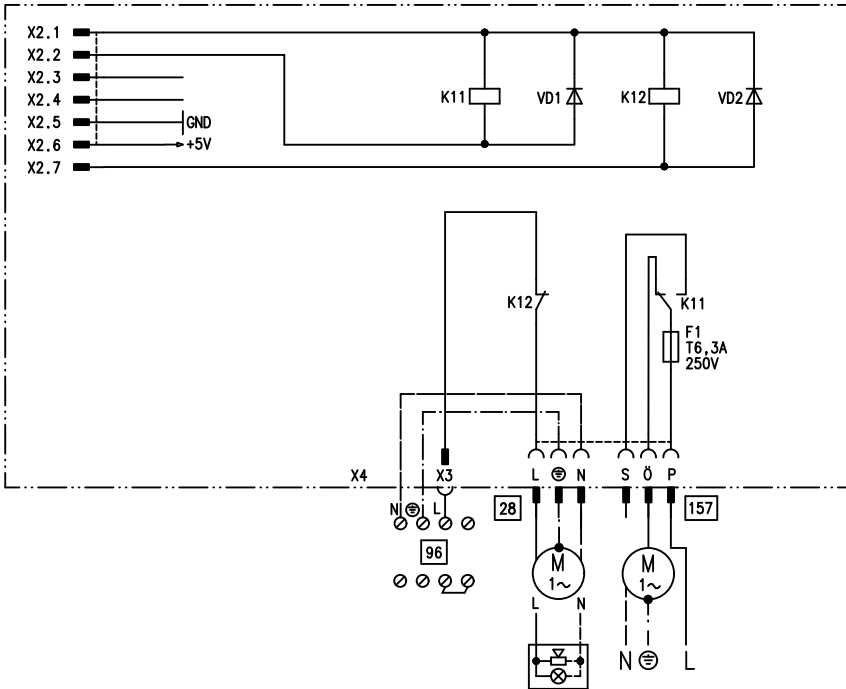 X2.1
X2.2
X2.3
X2.4
X2.5
GND
X2.6
+5V
X2.7
K11
VD1
K12
VD2
K12
K11
F1
T6,3A
250V
X4
X3
L
N
S
Ö
P
N
L
28
157
96
M
1~
M
1~
L
N
N
L